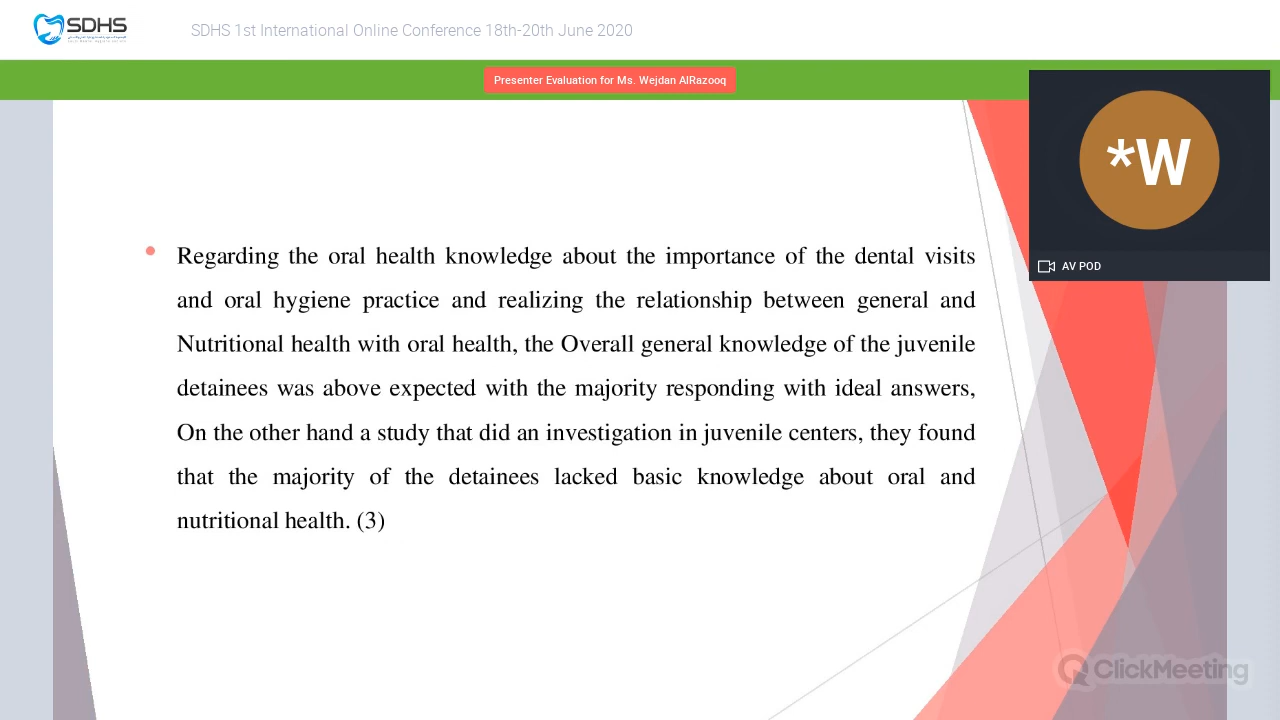 SDHS
SDHS 1st International Online Conference 18th-20th June 2020
Presenter Evaluation for Ms. Wejdan AlRazooq
*W
AV POD
Regarding the oral health knowledge about the importance of the dental visits
and oral hygiene practice and realizing the relationship between general and
Nutritional health with oral health, the Overall general knowledge of the juvenile
detainees was above expected with the majority responding with ideal answers,
On the other hand a study that did an investigation in juvenile centers, they found
that the majority of the detainees lacked basic knowledge about oral and
nutritional health. (3)
ClickMeeting